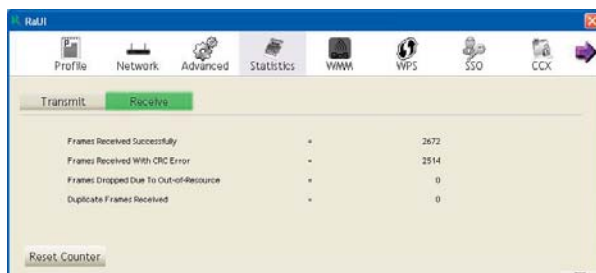 RaUI
Profile Network Advanced Statistics WMM WPS SSO CCX
Transmit Receive
Frames Received Successfully = 2672
Frames Received With CRC Error = 2514
Frames Dropped Due To Out-of-Resource = 0
Duplicate Frames Received = 0
Reset Counter